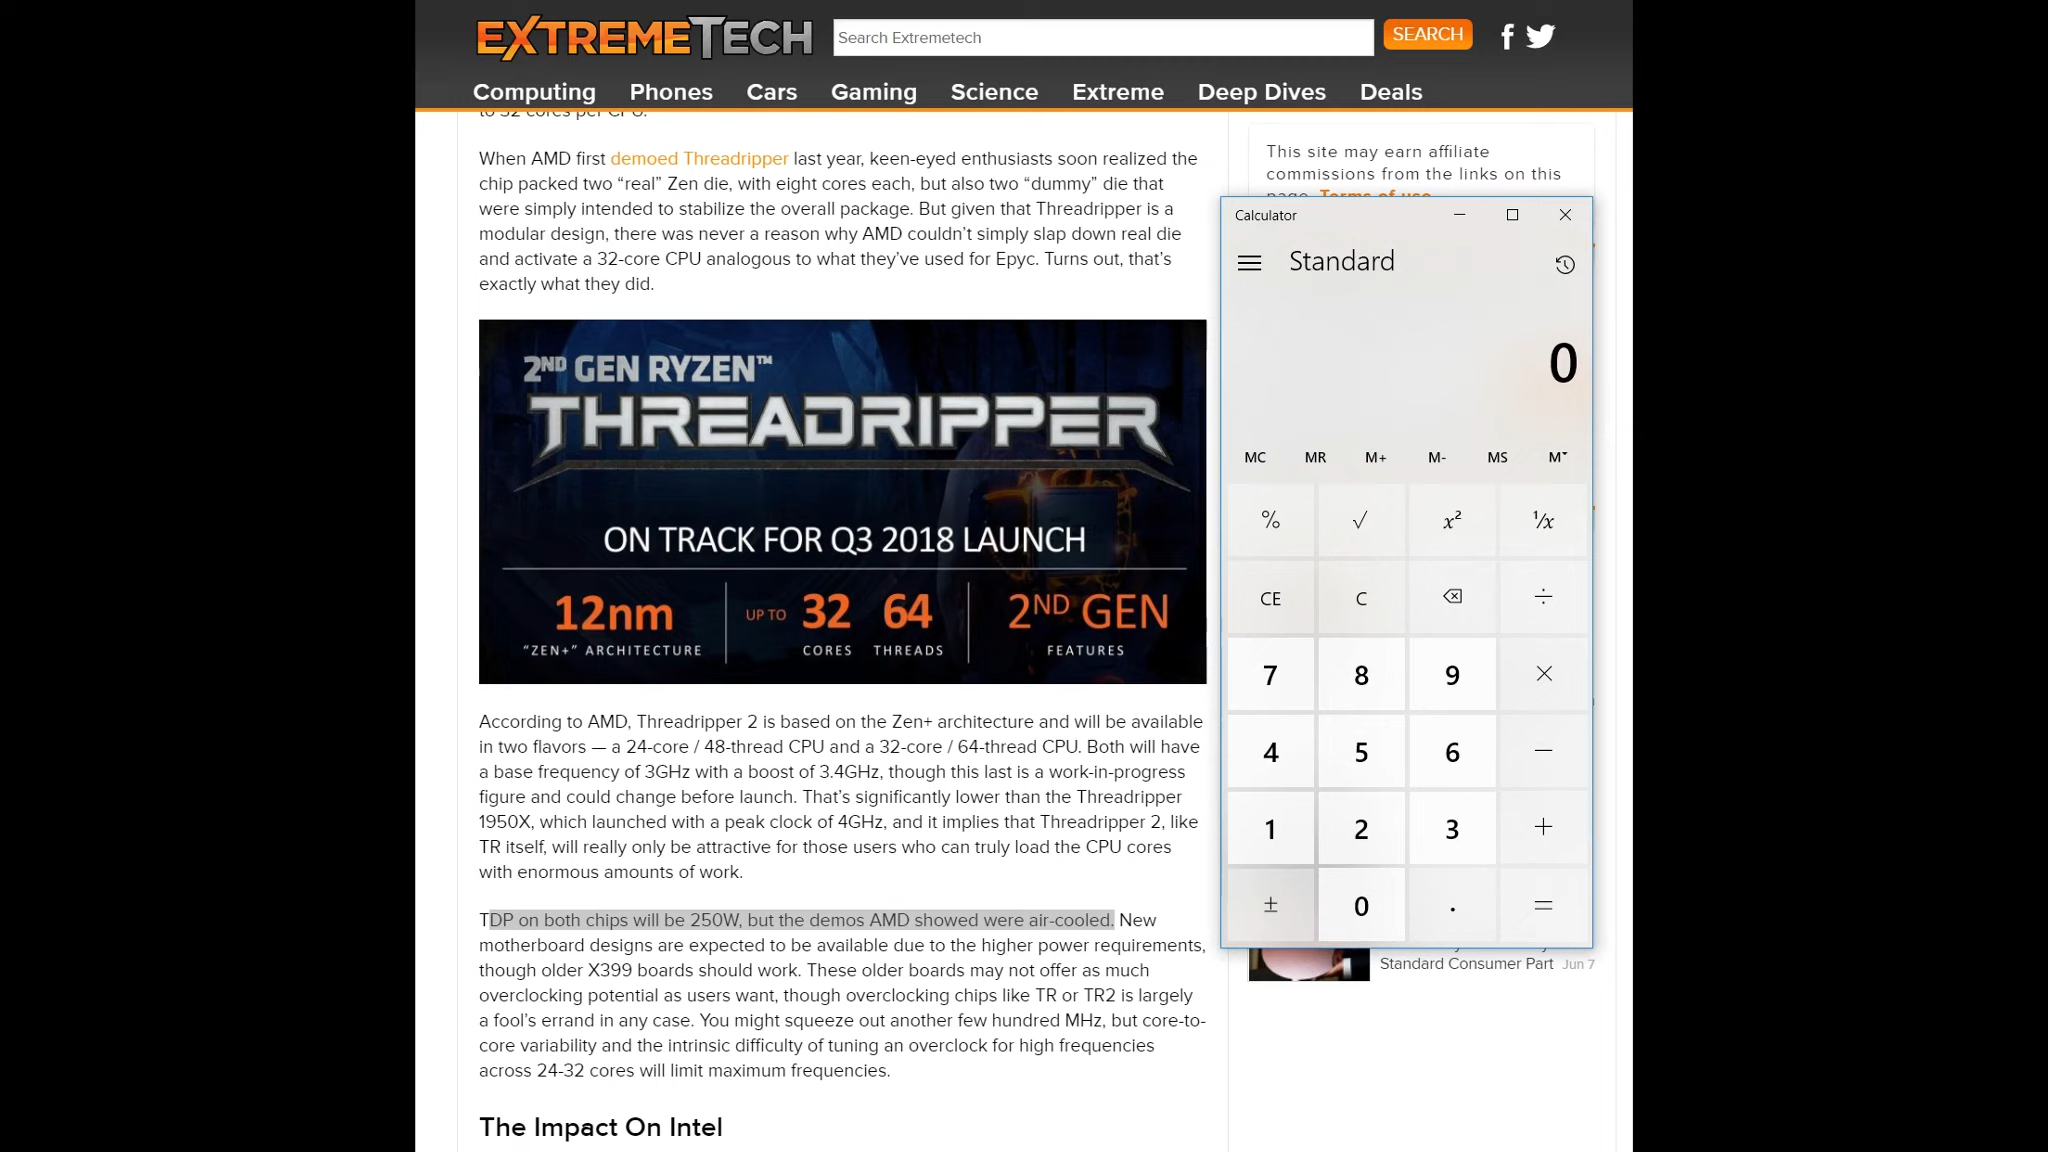 EXTREMETECH
Search Extremetech
SEARCH
Computing Phones Cars Gaming Science Extreme Deep Dives Deals
to 32 cores per CPU.
When AMD first demoed Threadripper last year, keen-eyed enthusiasts soon realized the
chip packed two “real” Zen die, with eight cores each, but also two “dummy” die that
were simply intended to stabilize the overall package. But given that Threadripper is a
modular design, there was never a reason why AMD couldn’t simply slap down real die
and activate a 32-core CPU analogous to what they’ve used for Epyc. Turns out, that’s
exactly what they did.
2ND GEN RYZEN™
THREADRIPPER
ON TRACK FOR Q3 2018 LAUNCH
12nm
“ZEN+” ARCHITECTURE
UP TO 32 64
CORES THREADS
2ND GEN
FEATURES
According to AMD, Threadripper 2 is based on the Zen+ architecture and will be available
in two flavors — a 24-core / 48-thread CPU and a 32-core / 64-thread CPU. Both will have
a base frequency of 3GHz with a boost of 3.4GHz, though this last is a work-in-progress
figure and could change before launch. That’s significantly lower than the Threadripper
1950X, which launched with a peak clock of 4GHz, and it implies that Threadripper 2, like
TR itself, will really only be attractive for those users who can truly load the CPU cores
with enormous amounts of work.
TDP on both chips will be 250W, but the demos AMD showed were air-cooled. New
motherboard designs are expected to be available due to the higher power requirements,
though older X399 boards should work. These older boards may not offer as much
overclocking potential as users want, though overclocking chips like TR or TR2 is largely
a fool’s errand in any case. You might squeeze out another few hundred MHz, but core-to-
core variability and the intrinsic difficulty of tuning an overclock for high frequencies
across 24-32 cores will limit maximum frequencies.
The Impact On Intel
This site may earn affiliate
commissions from the links on this
page. Terms of use.
Calculator
Standard
0
MC MR M+ M- MS M▾
% √ x² ¹/x
CE C ⌫ ÷
7 8 9 ×
4 5 6 −
1 2 3 +
± 0 . =
Standard Consumer Part Jun 7